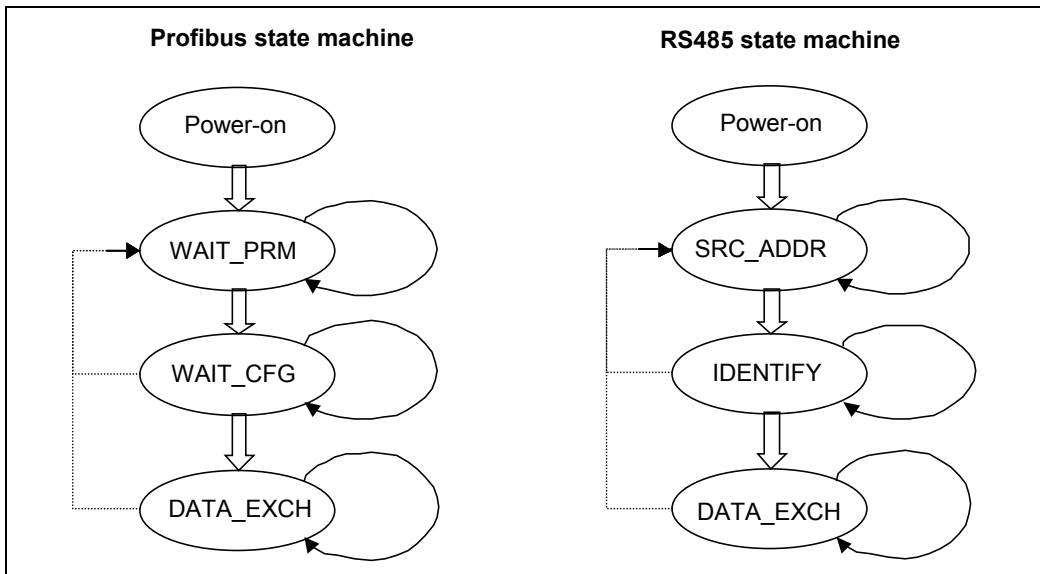 Profibus state machine
Power-on
WAIT_PRM
WAIT_CFG
DATA_EXCH
RS485 state machine
Power-on
SRC_ADDR
IDENTIFY
DATA_EXCH